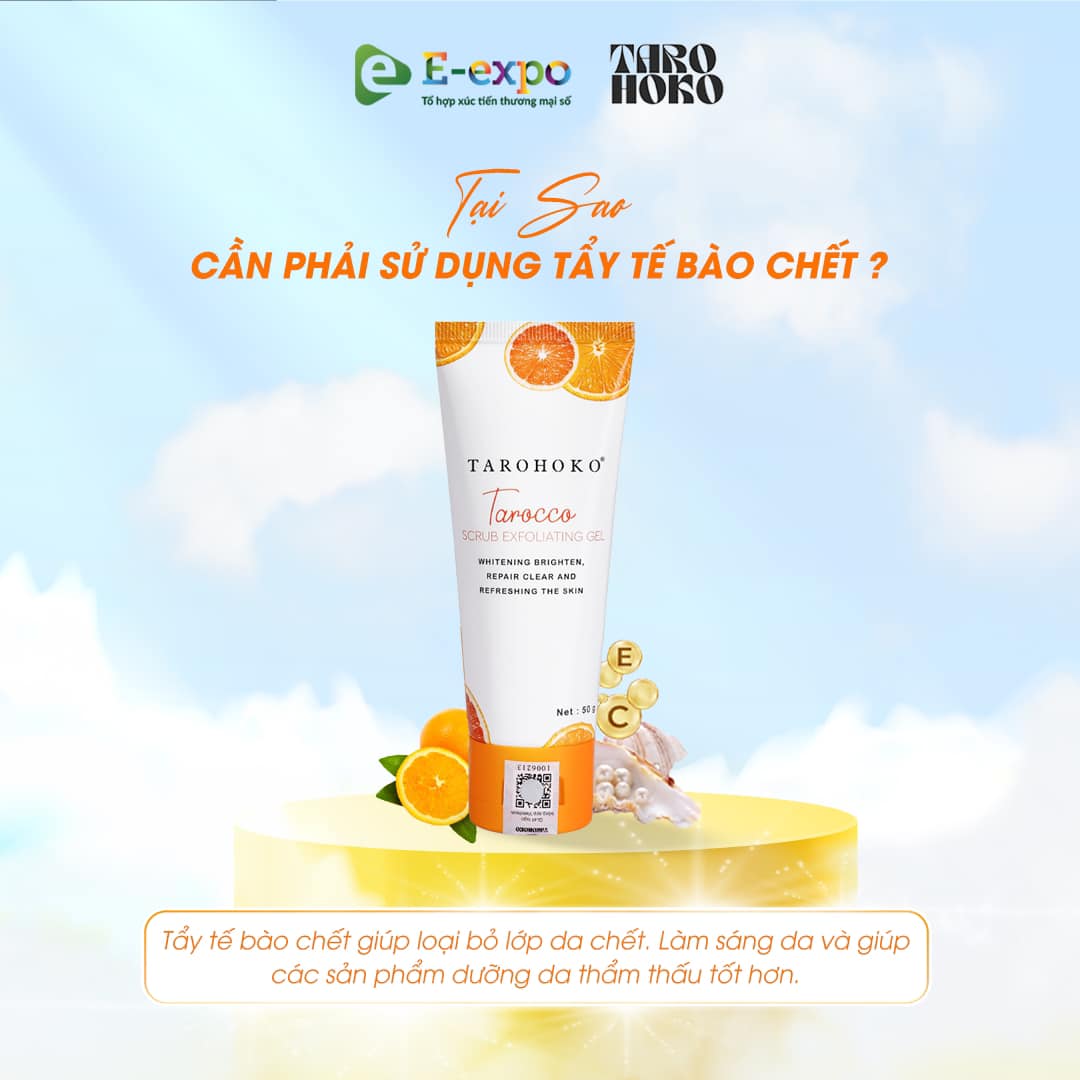 E-expo
Tổ hợp xúc tiến thương mại số
TARO
HOKO
Tại Sao
CẦN PHẢI SỬ DỤNG TẨY TẾ BÀO CHẾT ?
TAROHOKO®
Tarocco
SCRUB EXFOLIATING GEL
WHITENING BRIGHTEN,
REPAIR CLEAR AND
REFRESHING THE SKIN
E
C
Net : 50 g
1006213
TAROHOKO
Tẩy tế bào chết giúp loại bỏ lớp da chết. Làm sáng da và giúp
các sản phẩm dưỡng da thẩm thấu tốt hơn.